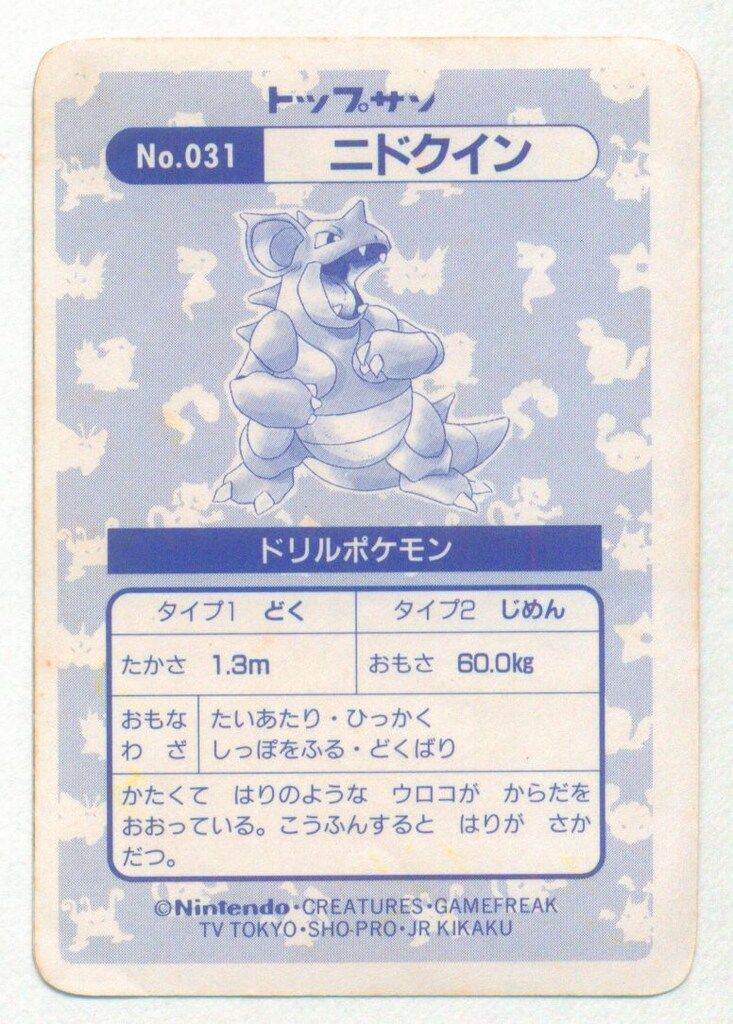 トップサン
No.031 ニドクイン
ドリルポケモン
タイプ1 どく タイプ2 じめん
たかさ 1.3m おもさ 60.0kg
おもな たいあたり・ひっかく
わ ざ しっぽをふる・どくばり
かたくて はりのような ウロコが からだを
おおっている。こうふんすると はりが さか
だつ。
©Nintendo・CREATURES・GAMEFREAK
TV TOKYO・SHO-PRO・JR KIKAKU